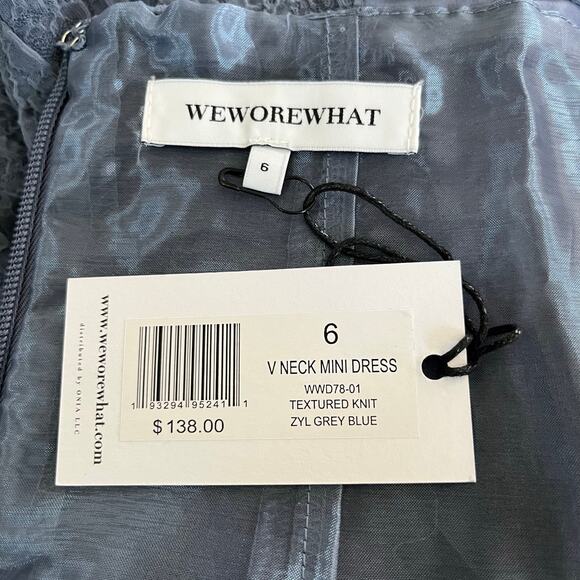 WEWOREWHAT
6
www.weworewhat.com
distributed by ONIA LLC
1 93294 95241 1
$ 138.00
6
V NECK MINI DRESS
WWD78-01
TEXTURED KNIT
ZYL GREY BLUE